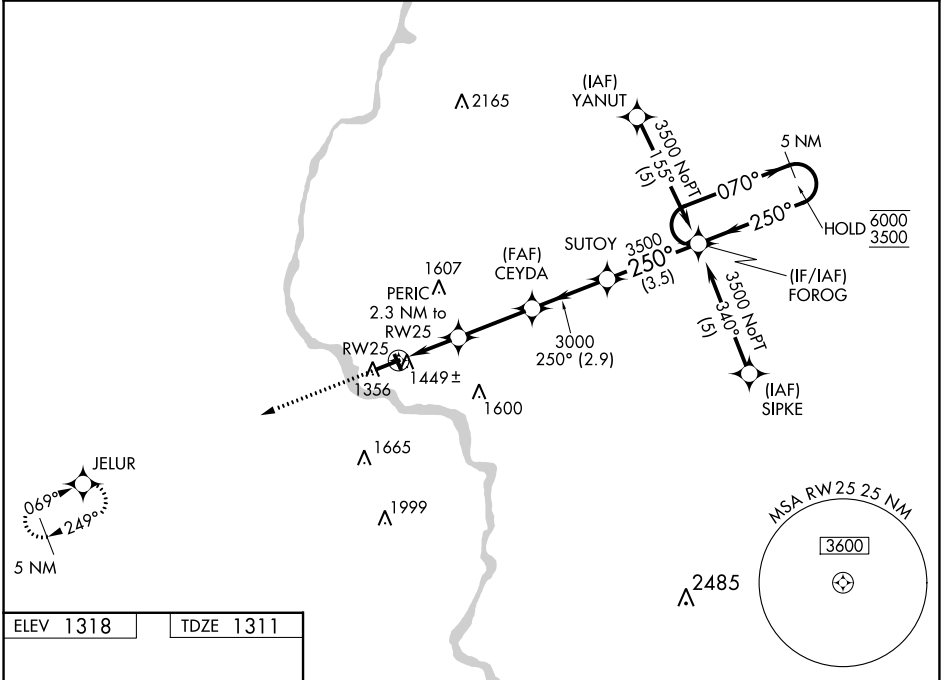 (IAF)
YANUT
2165
3500 NoPT
155°
(5)
5 NM
070°
250°
HOLD 6000
3500
(FAF)
CEYDA
SUTOY
3500
250°
(3.5)
(IF/IAF)
FOROG
1607
PERIC
2.3 NM to
RW25
3000
250° (2.9)
3500 NoPT
340°
(5)
RW25
1356
1449±
1600
(IAF)
SIPKE
1665
JELUR
069°
249°
5 NM
1999
MSA RW25 25 NM
3600
2485
ELEV 1318
TDZE 1311